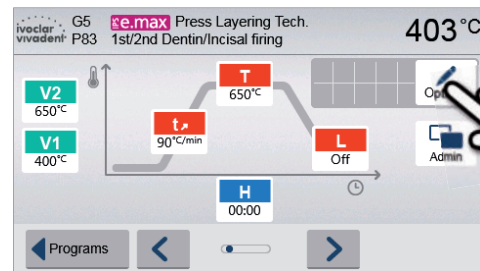 ivoclar
vivadent
G5
P83
e.max Press Layering Tech.
1st/2nd Dentin/Incisal firing
403°C
V2
650°C
V1
400°C
t↗
90°C/min
T
650°C
L
Off
H
00:00
Admin
Programs